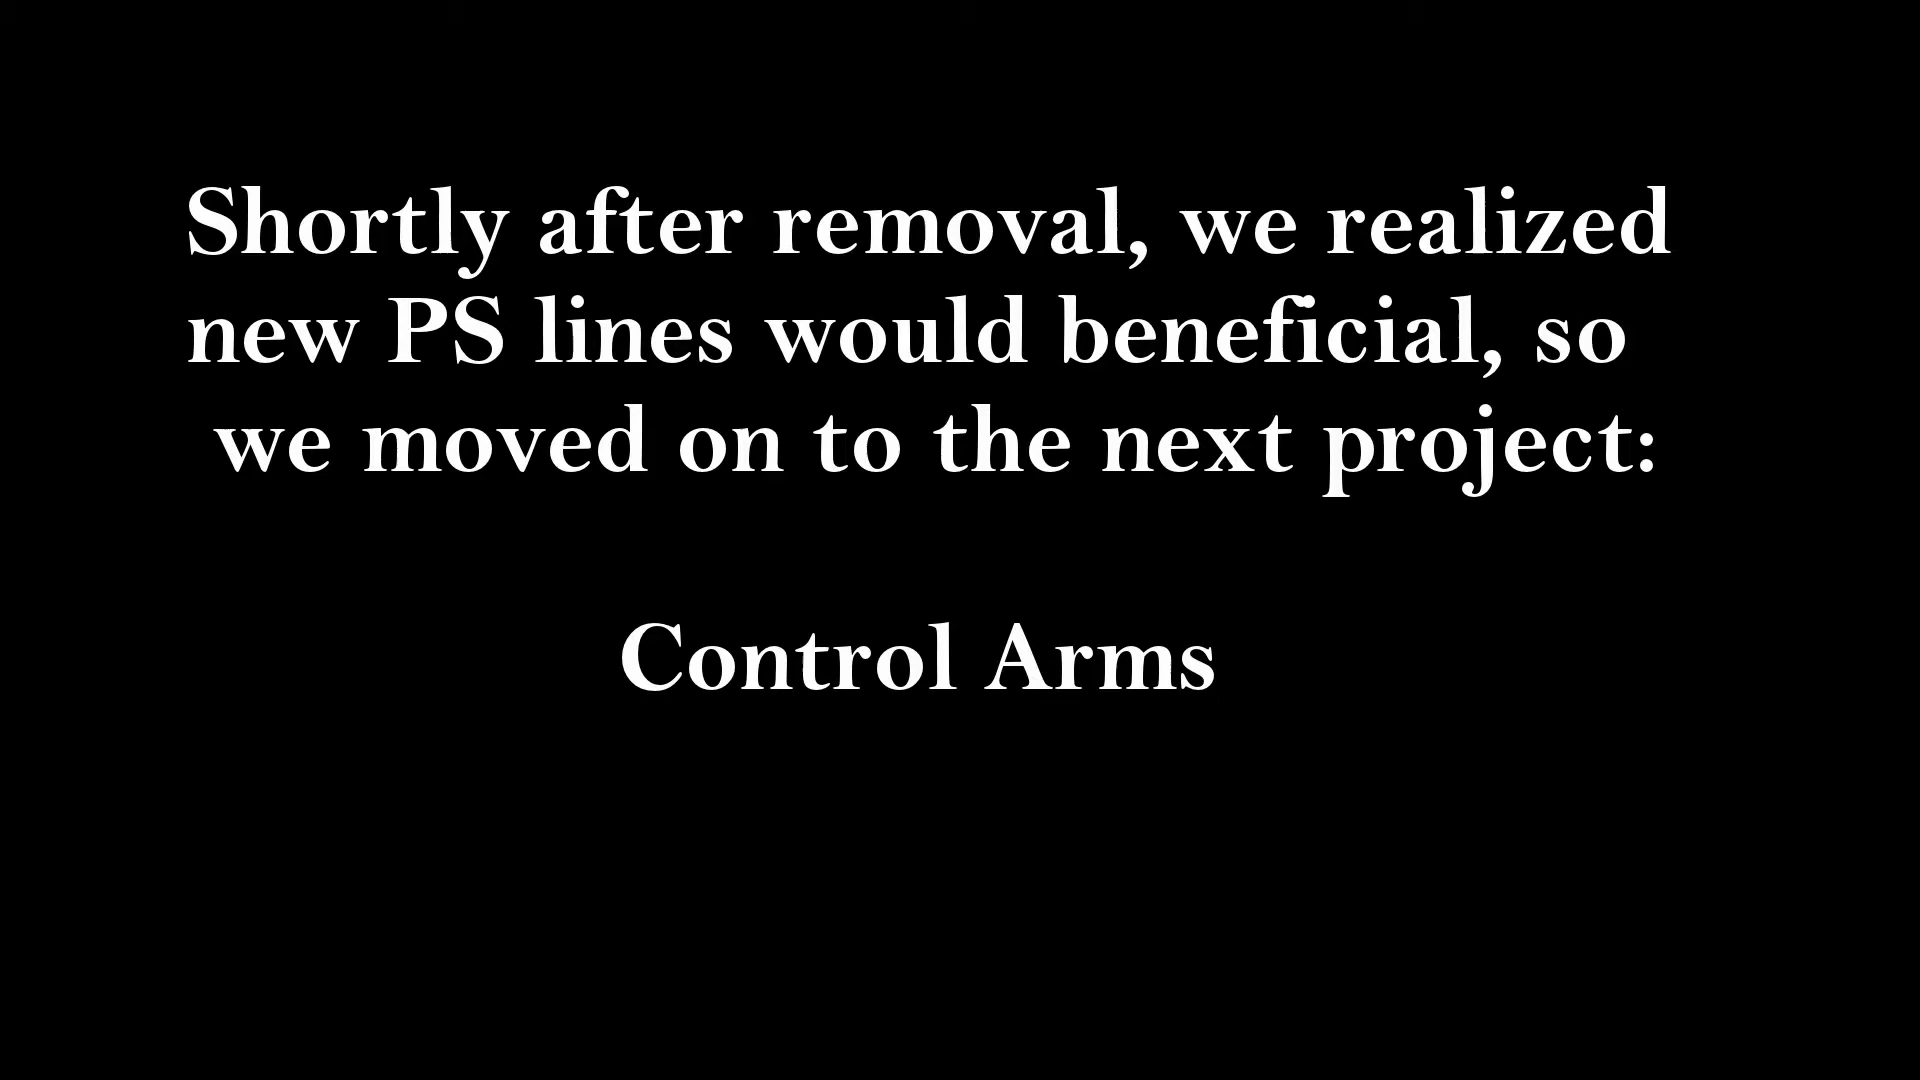 Shortly after removal, we realized
new PS lines would beneficial, so
we moved on to the next project:
Control Arms